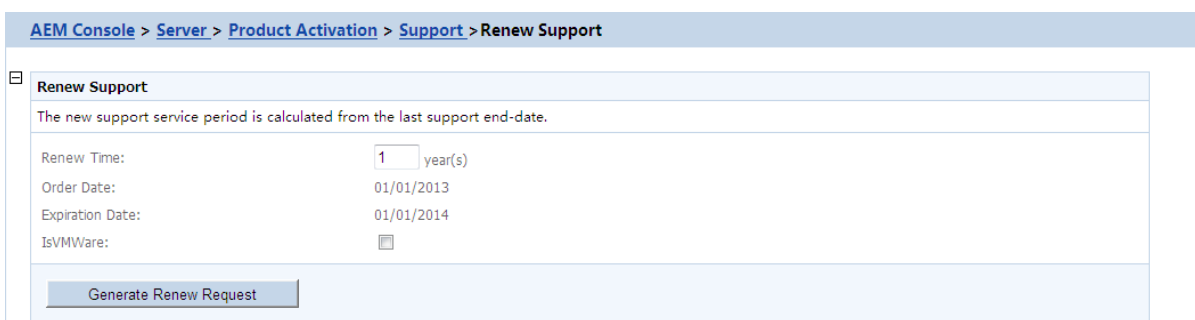 AEM Console > Server > Product Activation > Support >Renew Support
Renew Support
The new support service period is calculated from the last support end-date.
Renew Time: 1 year(s)
Order Date: 01/01/2013
Expiration Date: 01/01/2014
IsVMWare:
Generate Renew Request